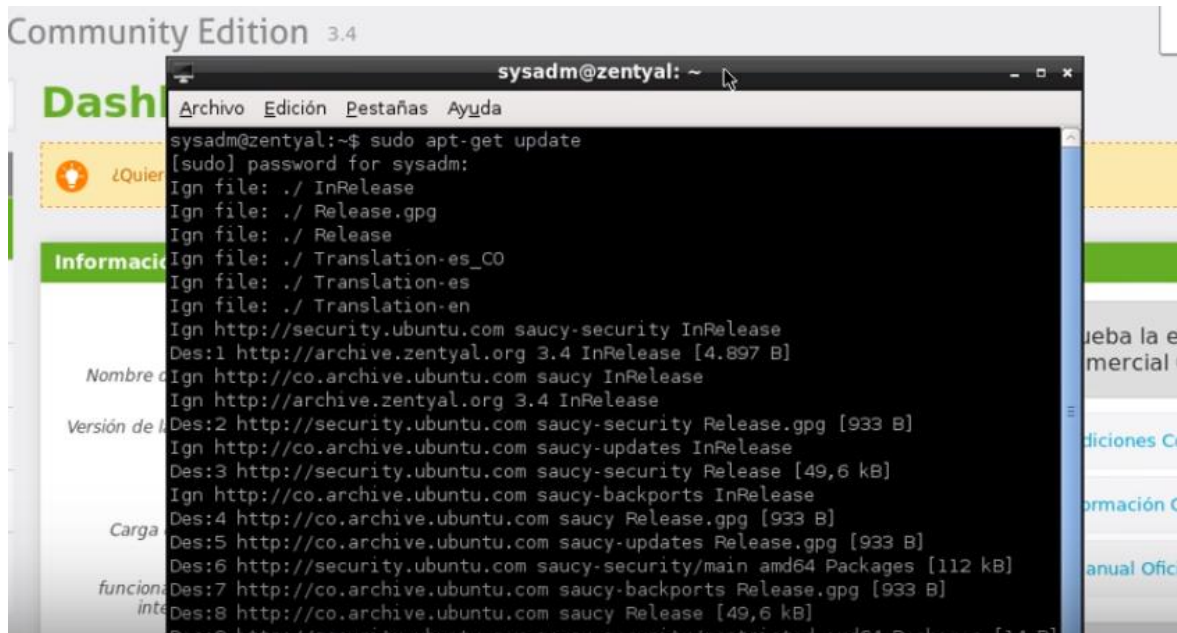 Community Edition 3.4
sysadm@zentyal: ~
Archivo Edición Pestañas Ayuda
Dash
sysadm@zentyal:~$ sudo apt-get update
[sudo] password for sysadm:
Ign file: ./ InRelease
Ign file: ./ Release.gpg
Ign file: ./ Release
Ign file: ./ Translation-es_CO
Ign file: ./ Translation-es
Ign file: ./ Translation-en
Ign http://security.ubuntu.com saucy-security InRelease
Des:1 http://archive.zentyal.org 3.4 InRelease [4.897 B]
Ign http://co.archive.ubuntu.com saucy InRelease
Ign http://archive.zentyal.org 3.4 InRelease
Des:2 http://security.ubuntu.com saucy-security Release.gpg [933 B]
Ign http://co.archive.ubuntu.com saucy-updates InRelease
Des:3 http://security.ubuntu.com saucy-security Release [49,6 kB]
Ign http://co.archive.ubuntu.com saucy-backports InRelease
Des:4 http://co.archive.ubuntu.com saucy Release.gpg [933 B]
Des:5 http://co.archive.ubuntu.com saucy-updates Release.gpg [933 B]
Des:6 http://security.ubuntu.com saucy-security/main amd64 Packages [112 kB]
Des:7 http://co.archive.ubuntu.com saucy-backports Release.gpg [933 B]
Des:8 http://co.archive.ubuntu.com saucy Release [49,6 kB]
¿Quier
Informaci
Nombre
Versión de l
Carga
funciona
inte
ueba la e
mercial
diciones C
ormación
anual Ofic